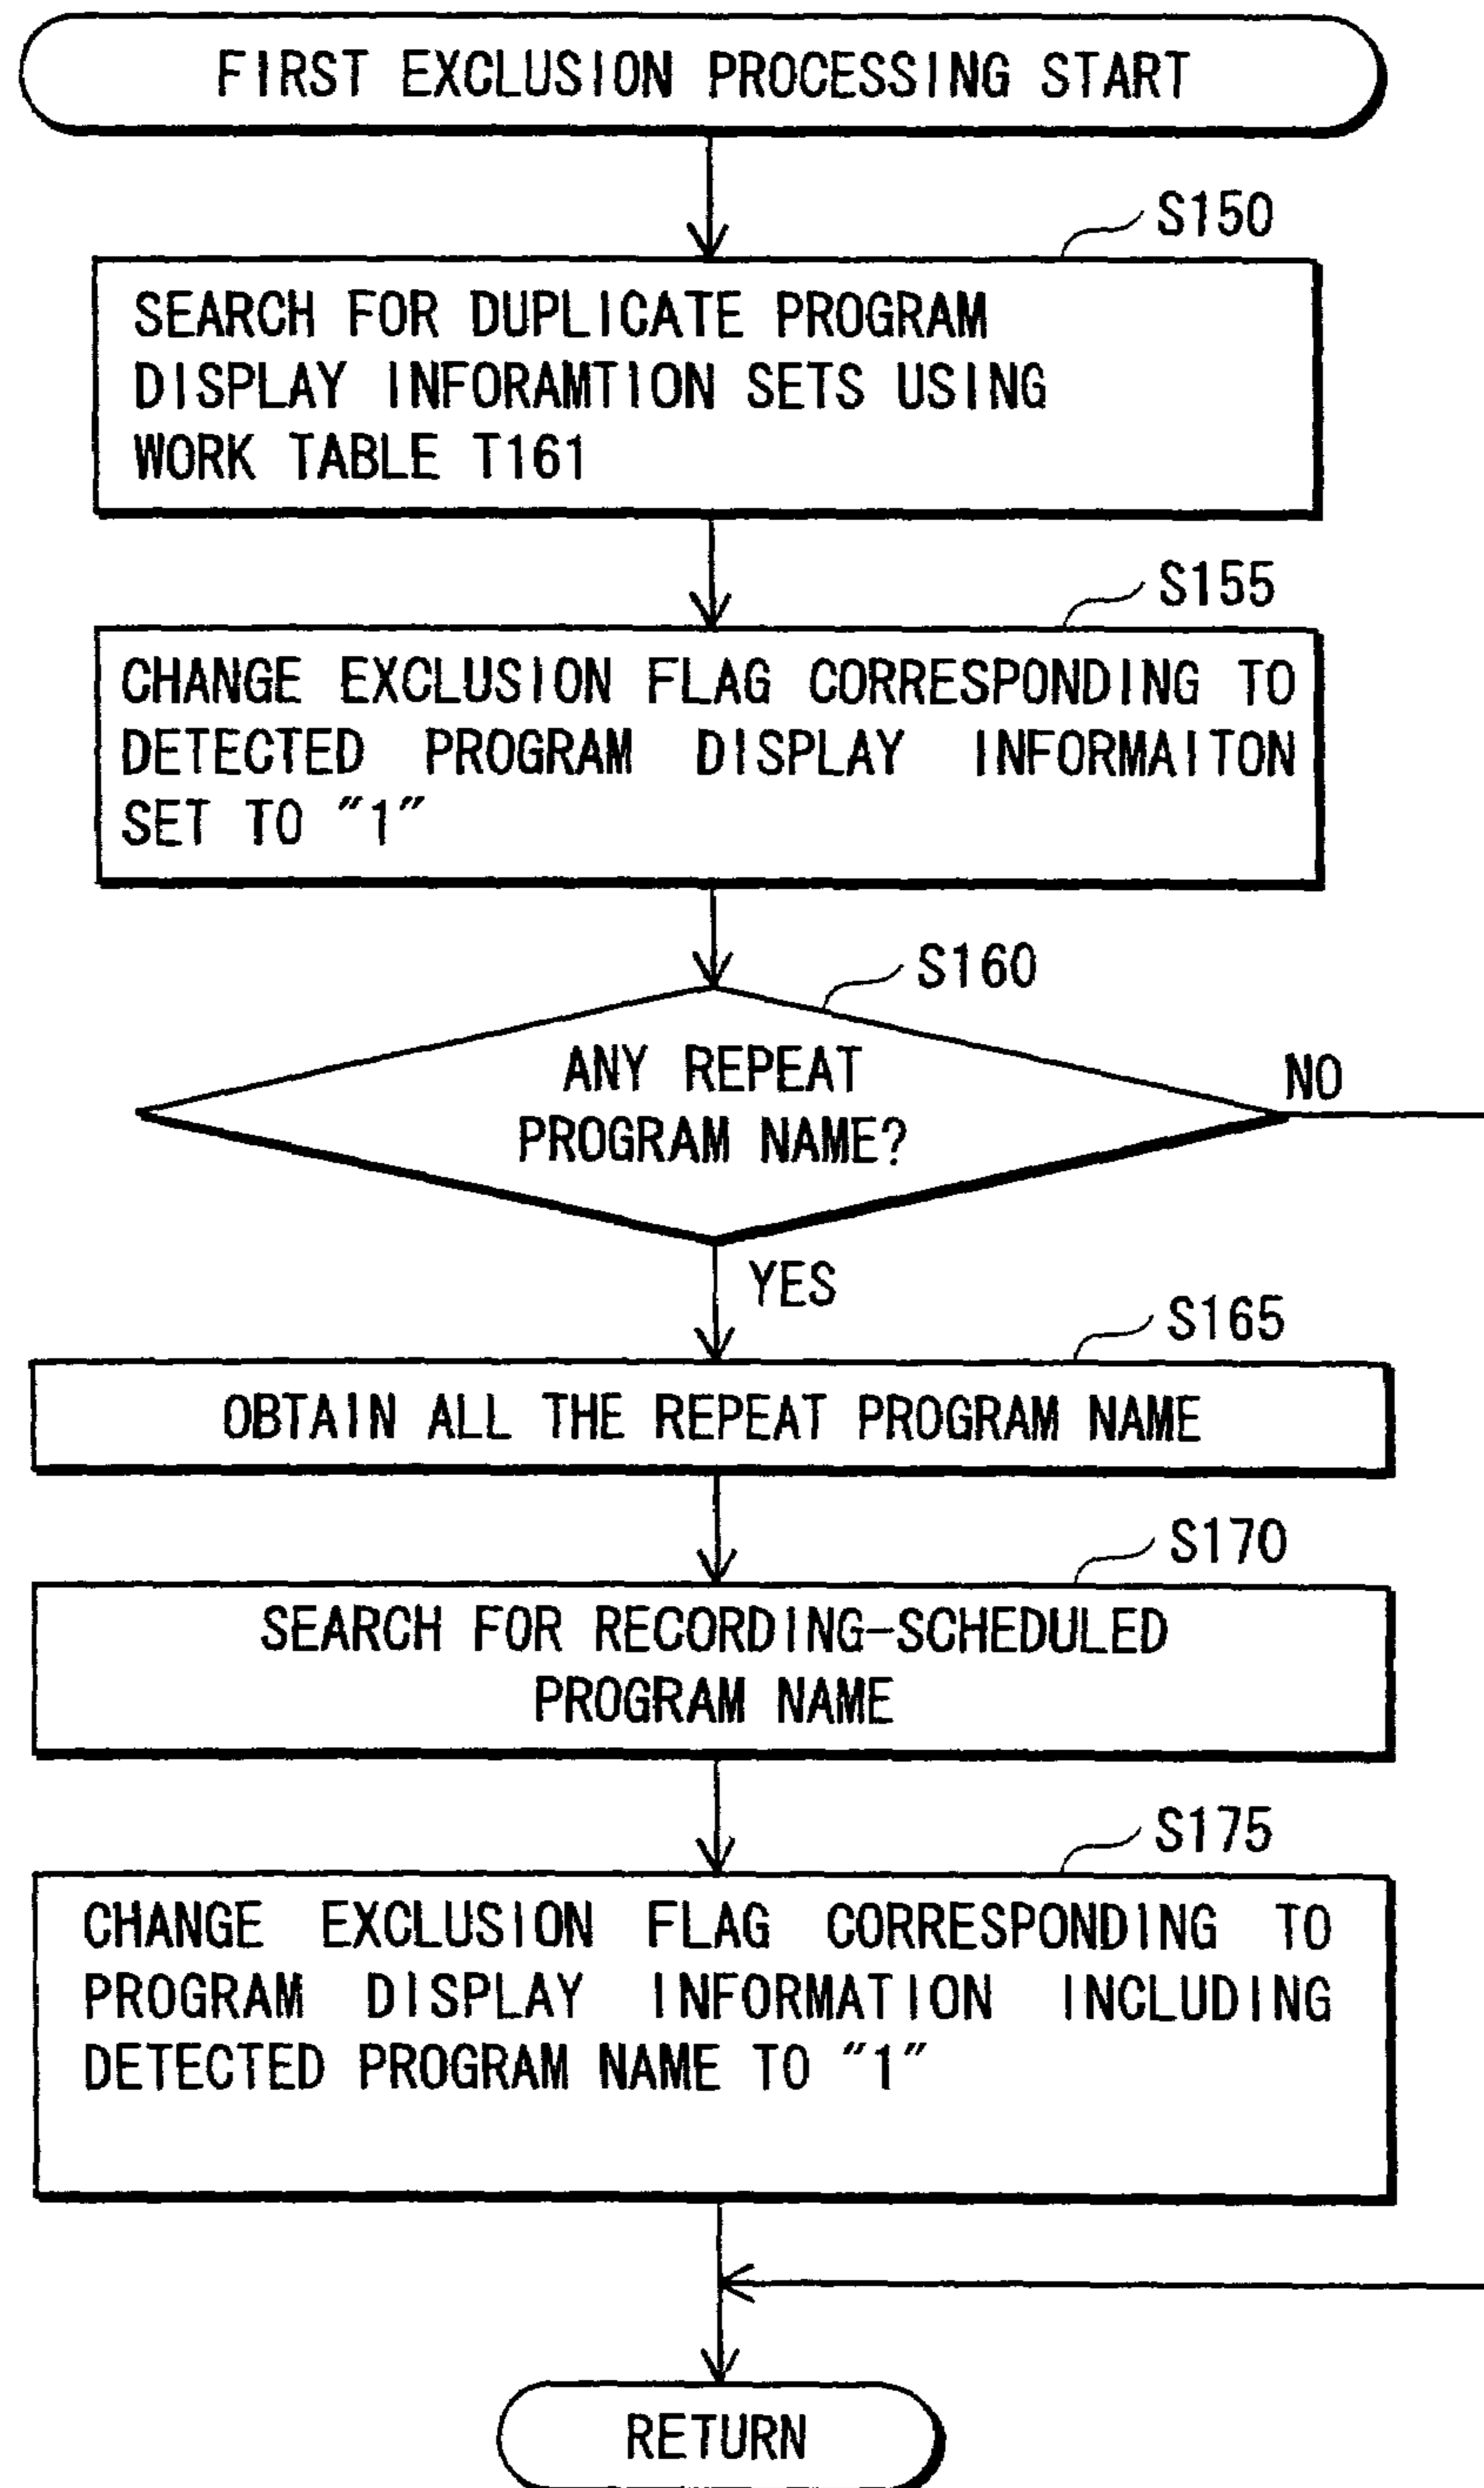 FIRST EXCLUSION PROCESSING START
S150
SEARCH FOR DUPLICATE PROGRAM
DISPLAY INFORAMTION SETS USING
WORK TABLE T161
S155
CHANGE EXCLUSION FLAG CORRESPONDING TO
DETECTED PROGRAM DISPLAY INFORMAITON
SET TO "1"
S160
ANY REPEAT
PROGRAM NAME?
NO
YES
S165
OBTAIN ALL THE REPEAT PROGRAM NAME
S170
SEARCH FOR RECORDING-SCHEDULED
PROGRAM NAME
S175
CHANGE EXCLUSION FLAG CORRESPONDING TO
PROGRAM DISPLAY INFORMATION INCLUDING
DETECTED PROGRAM NAME TO "1"
RETURN